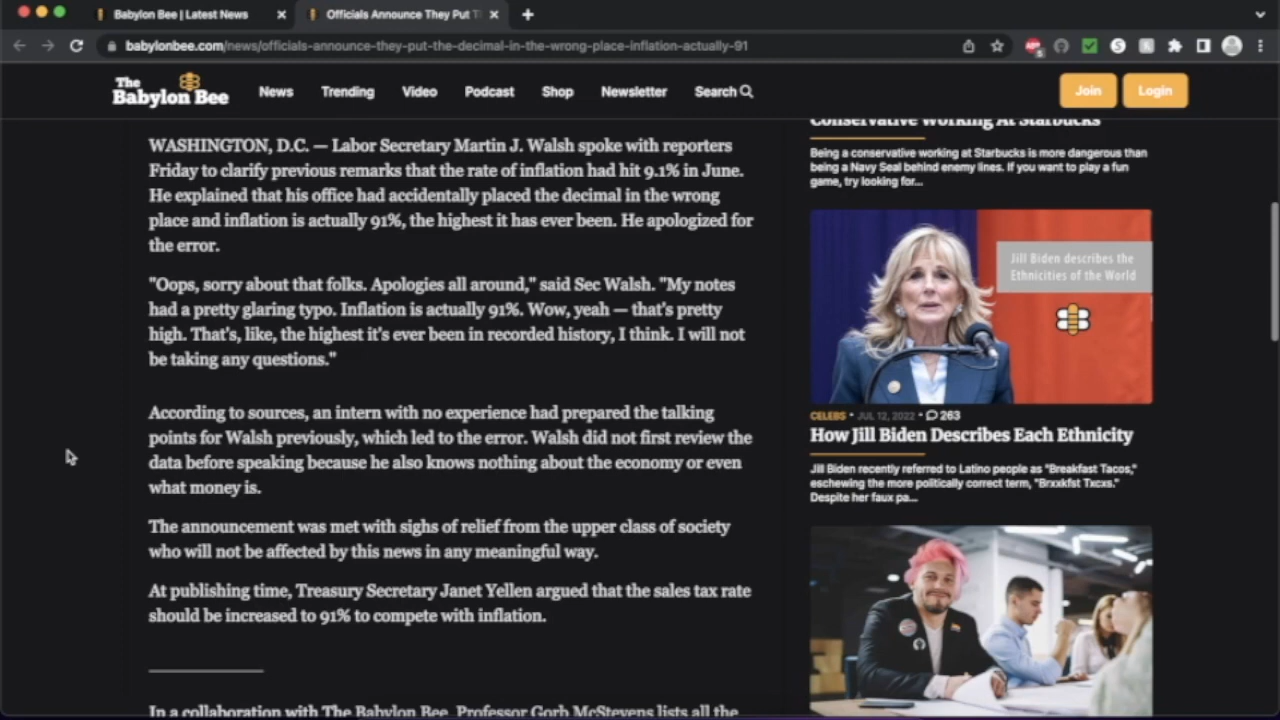 Babylon Bee | Latest News
Officials Announce They Put T
babylonbee.com/news/officials-announce-they-put-the-decimal-in-the-wrong-place-inflation-actually-91
The
Babylon Bee
News
Trending
Video
Podcast
Shop
Newsletter
Search
Join
Login
WASHINGTON, D.C. — Labor Secretary Martin J. Walsh spoke with reporters
Friday to clarify previous remarks that the rate of inflation had hit 9.1% in June.
He explained that his office had accidentally placed the decimal in the wrong
place and inflation is actually 91%, the highest it has ever been. He apologized for
the error.
"Oops, sorry about that folks. Apologies all around," said Sec Walsh. "My notes
had a pretty glaring typo. Inflation is actually 91%. Wow, yeah — that's pretty
high. That's, like, the highest it's ever been in recorded history, I think. I will not
be taking any questions."
According to sources, an intern with no experience had prepared the talking
points for Walsh previously, which led to the error. Walsh did not first review the
data before speaking because he also knows nothing about the economy or even
what money is.
The announcement was met with sighs of relief from the upper class of society
who will not be affected by this news in any meaningful way.
At publishing time, Treasury Secretary Janet Yellen argued that the sales tax rate
should be increased to 91% to compete with inflation.
In a collaboration with The Babylon Bee, Professor Gorb McStevens lists all the
Conservative Working At Starbucks
Being a conservative working at Starbucks is more dangerous than
being a Navy Seal behind enemy lines. If you want to play a fun
game, try looking for...
Jill Biden describes the
Ethnicities of the World
CELEBS • JUL 12, 2022 • 263
How Jill Biden Describes Each Ethnicity
Jill Biden recently referred to Latino people as "Breakfast Tacos,"
eschewing the more politically correct term, "Brxxkfst Txcxs."
Despite her faux pa...